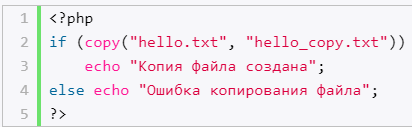 1 <?php
2 if (copy("hello.txt", "hello_copy.txt"))
3     echo "Копия файла создана";
4 else echo "Ошибка копирования файла";
5 ?>